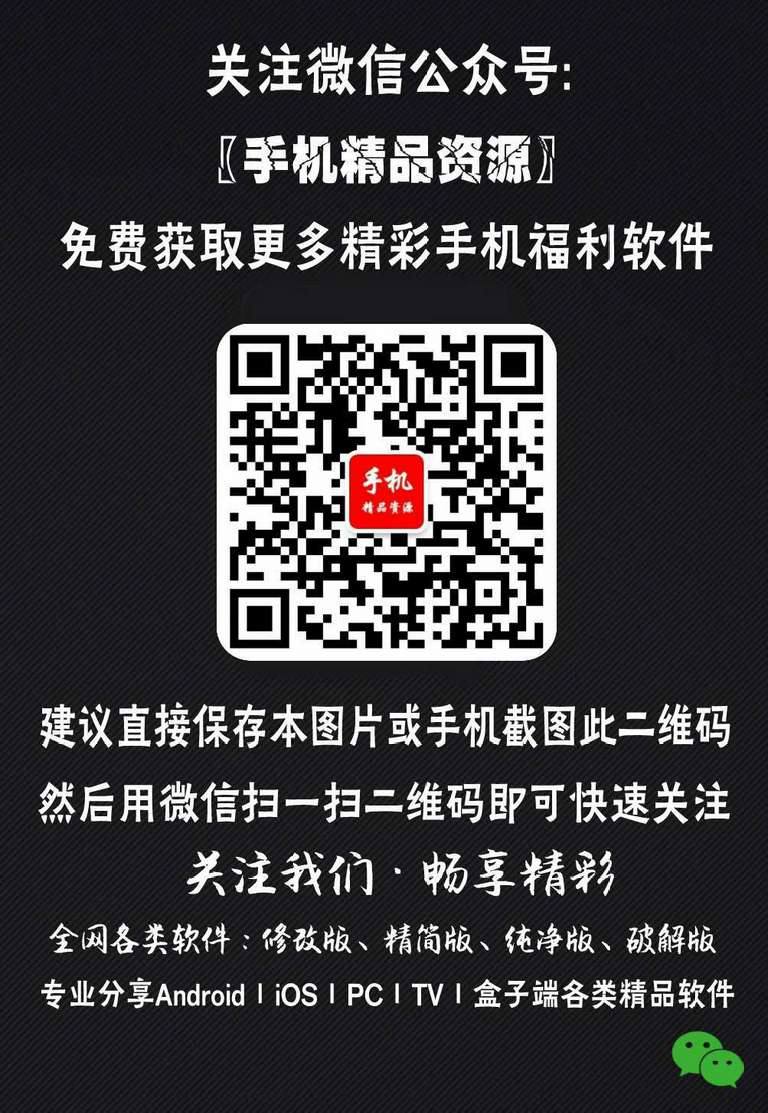 关注微信公众号:
〖手机精品资源〗
免费获取更多精彩手机福利软件
手机
精品资源
建议直接保存本图片或手机截图此二维码
然后用微信扫一扫二维码即可快速关注
关注我们·畅享精彩
全网各类软件：修改版、精简版、纯净版、破解版
专业分享Android丨iOS丨PC丨TV丨盒子端各类精品软件